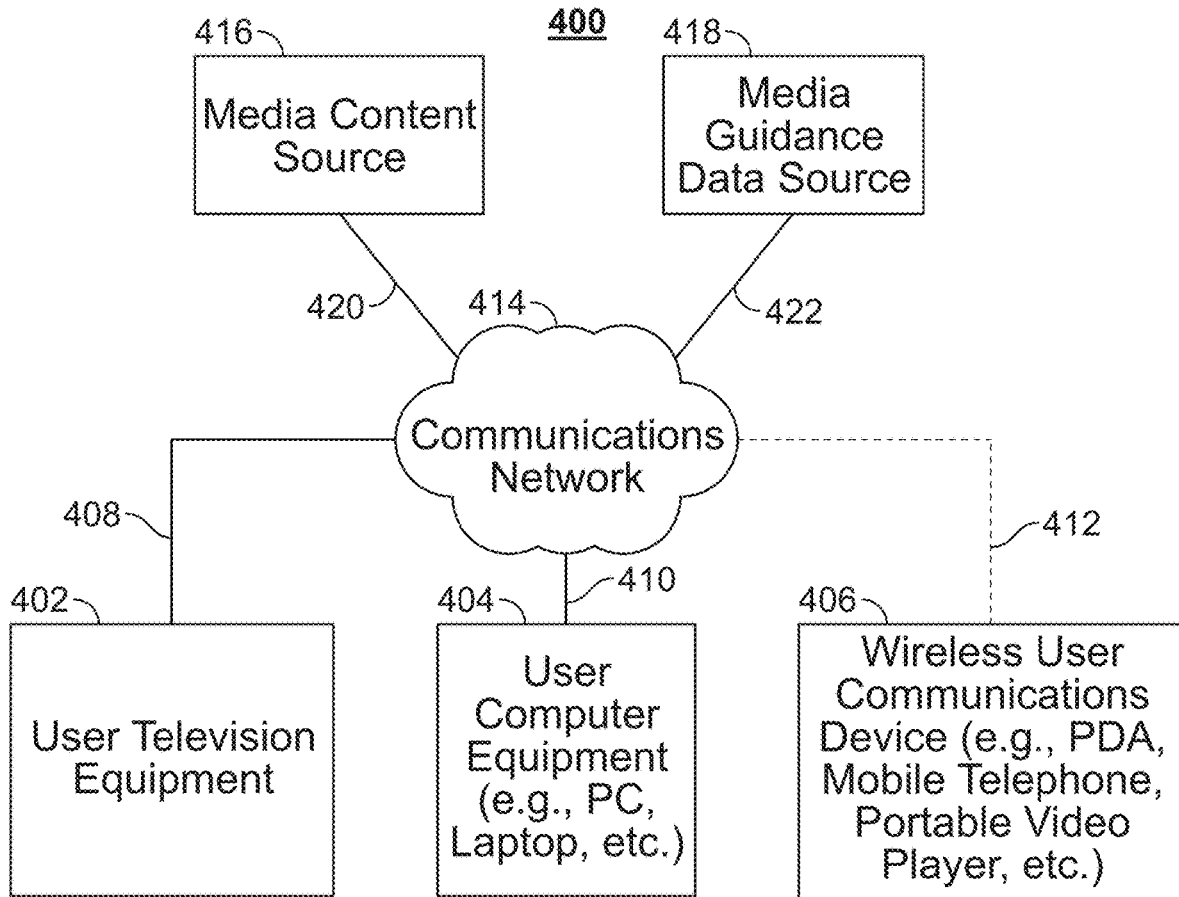 400
416
Media Content
Source
418
Media
Guidance
Data Source
420
414
422
Communications
Network
408
410
412
402
User Television
Equipment
404
User
Computer
Equipment
(e.g., PC,
Laptop, etc.)
406
Wireless User
Communications
Device (e.g., PDA,
Mobile Telephone,
Portable Video
Player, etc.)